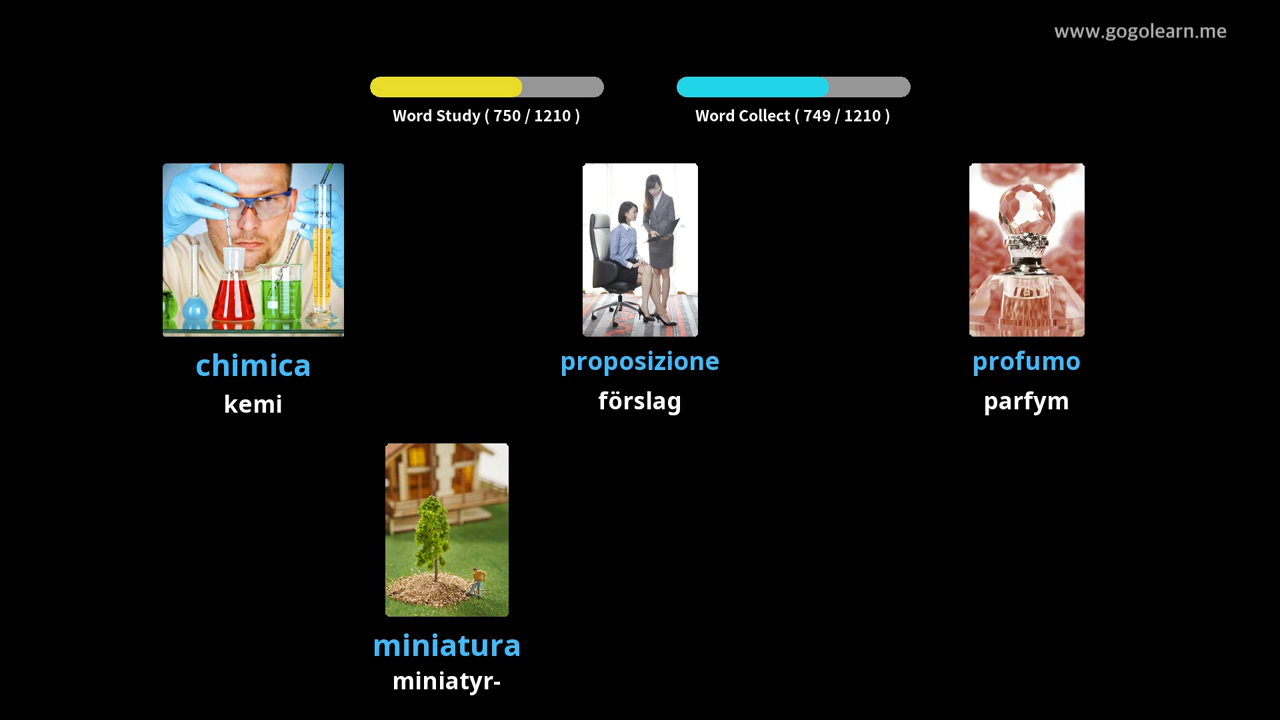 www.gogolearn.me
Word Study ( 750 / 1210 )
Word Collect ( 749 / 1210 )
chimica
proposizione
profumo
kemi
förslag
parfym
miniatura
miniatyr-